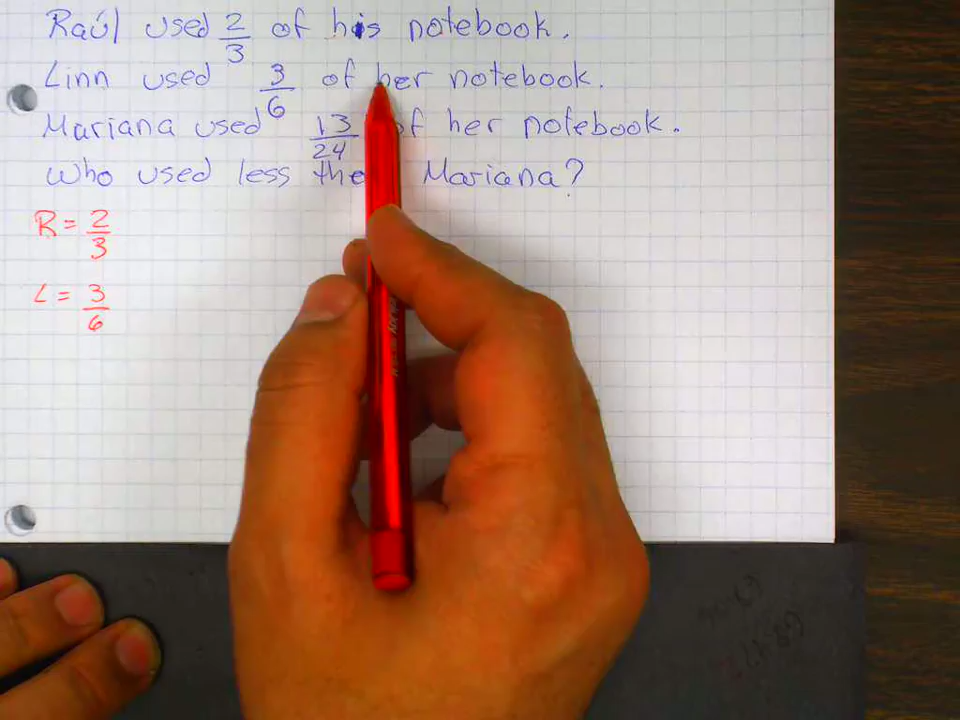 Raúl used 2/3 of his notebook.
Linn used 3/6 of her notebook.
Mariana used 13/24 of her notebook.
Who used less the Mariana?
R = 2/3
L = 3/6